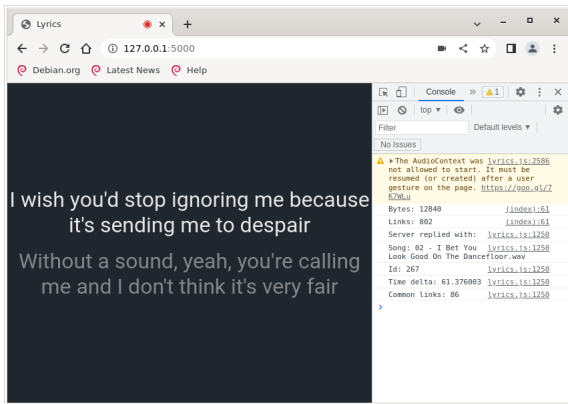 Lyrics
127.0.0.1:5000
Debian.org Latest News Help
Console » 1
top ▼
Filter Default levels ▼
No Issues
I wish you'd stop ignoring me because
it's sending me to despair
Without a sound, yeah, you're calling
me and I don't think it's very fair
▶The AudioContext was lyrics.js:2586
not allowed to start. It must be
resumed (or created) after a user
gesture on the page. https://goo.gl/7
K7WLu
Bytes: 12840 (index):61
Links: 802 (index):61
Server replied with: lyrics.js:1250
Song: 02 - I Bet You lyrics.js:1250
Look Good On The Dancefloor.wav
Id: 267 lyrics.js:1250
Time delta: 61.376003 lyrics.js:1250
Common links: 86 lyrics.js:1250